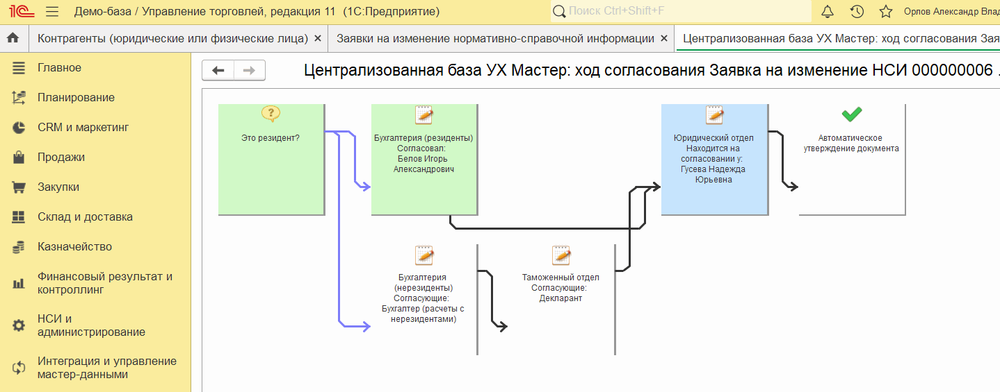 1С
Демо-база / Управление торговлей, редакция 11 (1С:Предприятие)
Поиск Ctrl+Shift+F
Орлов Александр Влад
Контрагенты (юридические или физические лица) ×
Заявки на изменение нормативно-справочной информации ×
Централизованная база УХ Мастер: ход согласования Зая
Главное
Планирование
CRM и маркетинг
Продажи
Закупки
Склад и доставка
Казначейство
Финансовый результат и
контроллинг
НСИ и
администрирование
Интеграция и управление
мастер-данными
Централизованная база УХ Мастер: ход согласования Заявка на изменение НСИ 000000006 .
?
Это резидент?
Бухгалтерия (резиденты)
Согласовал:
Белов Игорь
Александрович
Юридический отдел
Находится на
согласовании у:
Гусева Надежда
Юрьевна
Автоматическое
утверждение документа
Бухгалтерия
(нерезиденты)
Согласующие:
Бухгалтер (расчеты с
нерезидентами)
Таможенный отдел
Согласующие:
Декларант